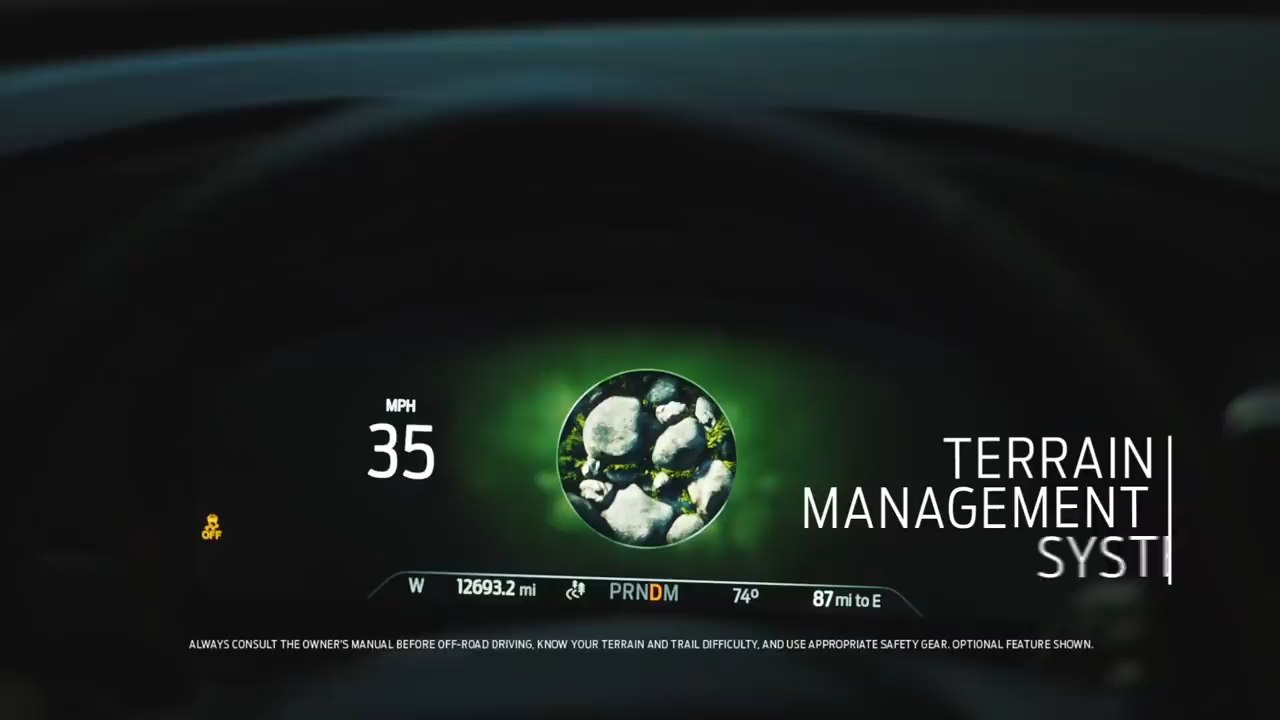 MPH
35
TERRAIN
MANAGEMENT
SYST
OFF
W 12693.2 mi PRNDM 74º 87 mi to E
ALWAYS CONSULT THE OWNER'S MANUAL BEFORE OFF-ROAD DRIVING, KNOW YOUR TERRAIN AND TRAIL DIFFICULTY, AND USE APPROPRIATE SAFETY GEAR. OPTIONAL FEATURE SHOWN.